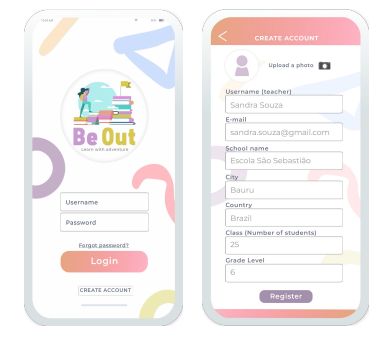 Be Out
Learn with adventure
Username
Password
Forgot password?
Login
CREATE ACCOUNT
CREATE ACCOUNT
Upload a photo
Username (teacher)
Sandra Souza
E-mail
sandra.souza@gmail.com
School name
Escola São Sebastião
City
Bauru
Country
Brazil
Class (Number of students)
25
Grade Level
6
Register